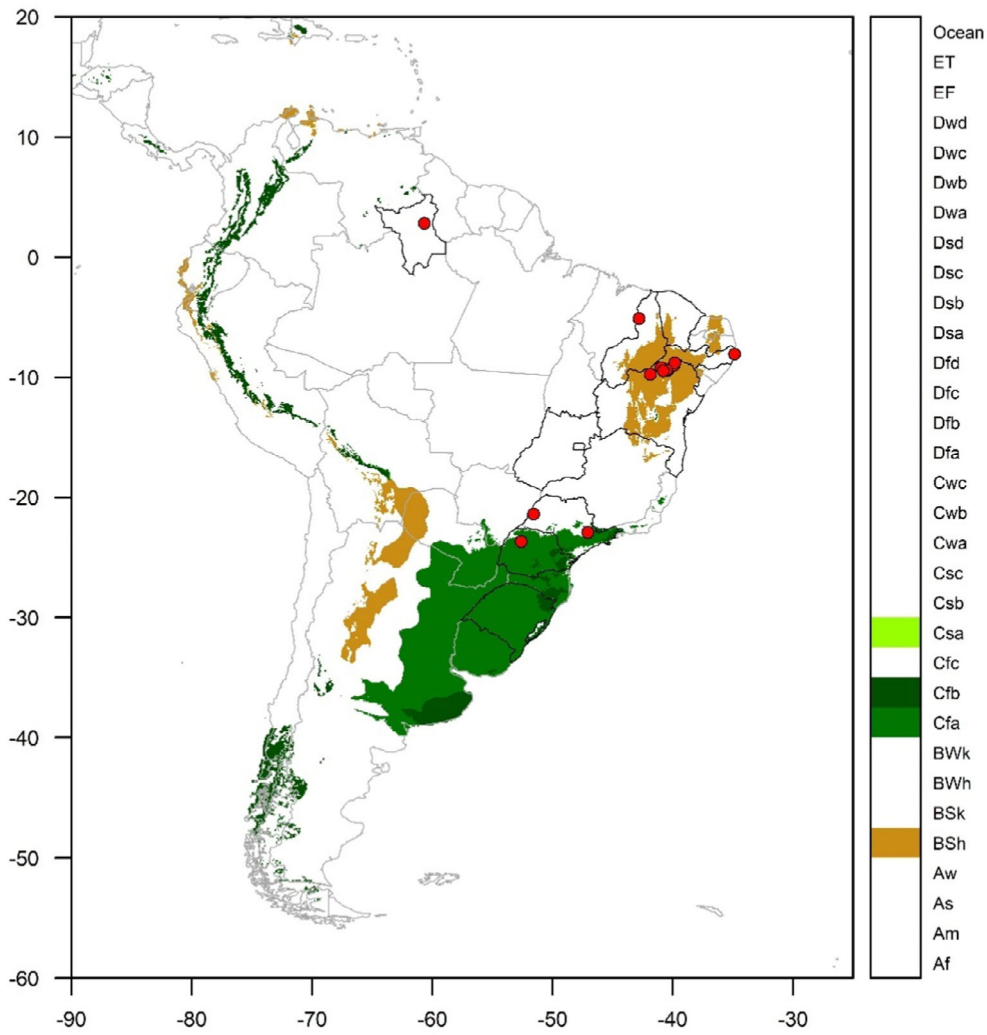 20
10
0
-10
-20
-30
-40
-50
-60
-90
-80
-70
-60
-50
-40
-30
Ocean
ET
EF
Dwd
Dwc
Dwb
Dwa
Dsd
Dsc
Dsb
Dsa
Dfd
Dfc
Dfb
Dfa
Cwc
Cwb
Cwa
Csc
Csb
Csa
Cfc
Cfb
Cfa
BWk
BWh
BSk
BSh
Aw
As
Am
Af